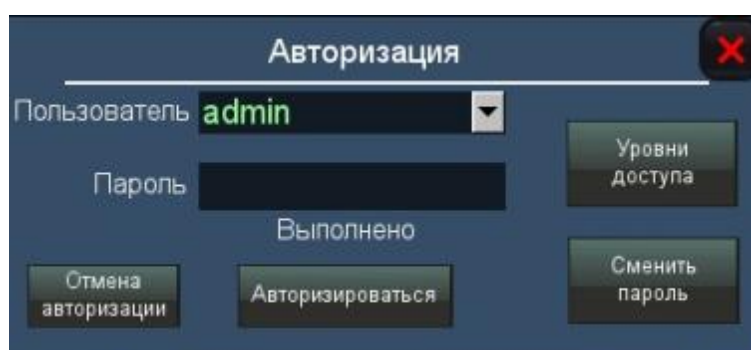 Авторизация
Пользователь admin
Уровни
доступа
Пароль
Выполнено
Отмена
авторизации
Авторизироваться
Сменить
пароль